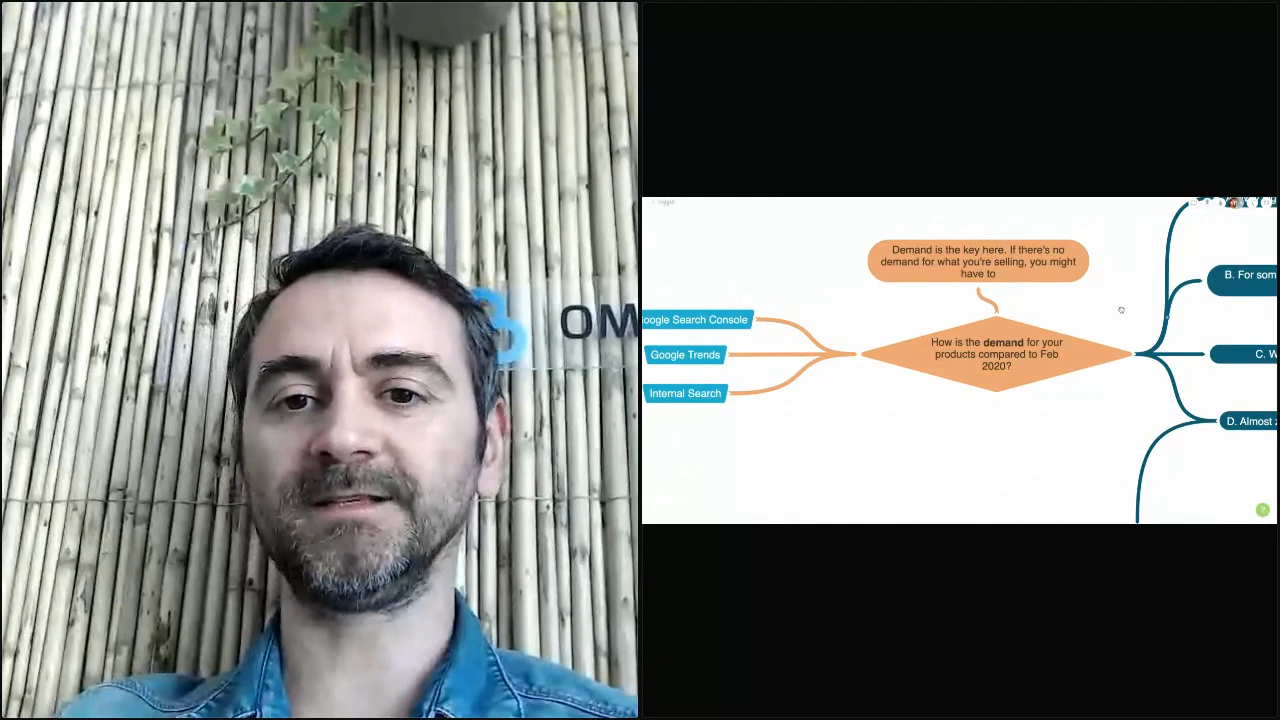 OM
Demand is the key here. If there's no
demand for what you're selling, you might
have to
oogle Search Console
Google Trends
Internal Search
How is the demand for your
products compared to Feb
2020?
B. For som
C. W
D. Almost
?